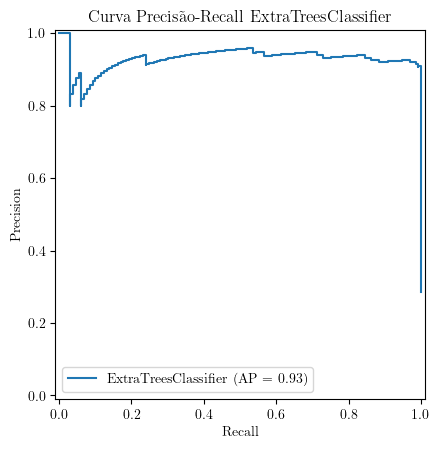 Curva Precisão-Recall ExtraTreesClassifier
1.0
0.8
0.6
0.4
0.2
0.0
Precision
ExtraTreesClassifier (AP = 0.93)
0.0 0.2 0.4 0.6 0.8 1.0
Recall